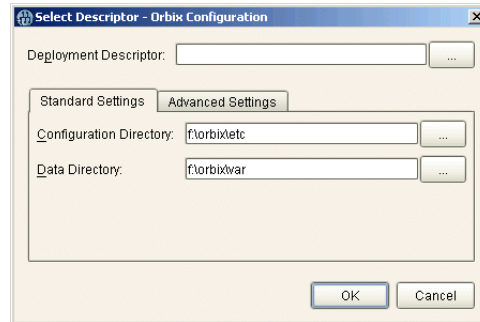 Select Descriptor - Orbix Configuration
Deployment Descriptor: ...
Standard Settings Advanced Settings
Configuration Directory: f:\orbix\etc ...
Data Directory: f:\orbix\var ...
OK Cancel